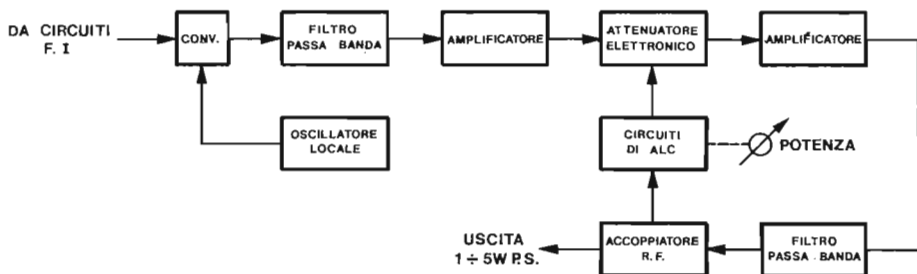 DA CIRCUITI
F. I
CONV.
FILTRO
PASSA BANDA
AMPLIFICATORE
ATTENUATORE
ELETTRONICO
AMPLIFICATORE
OSCILLATORE
LOCALE
CIRCUITI
DI ALC
POTENZA
USCITA
1 ÷ 5W P.S.
ACCOPPIATORE
R.F.
FILTRO
PASSA - BANDA